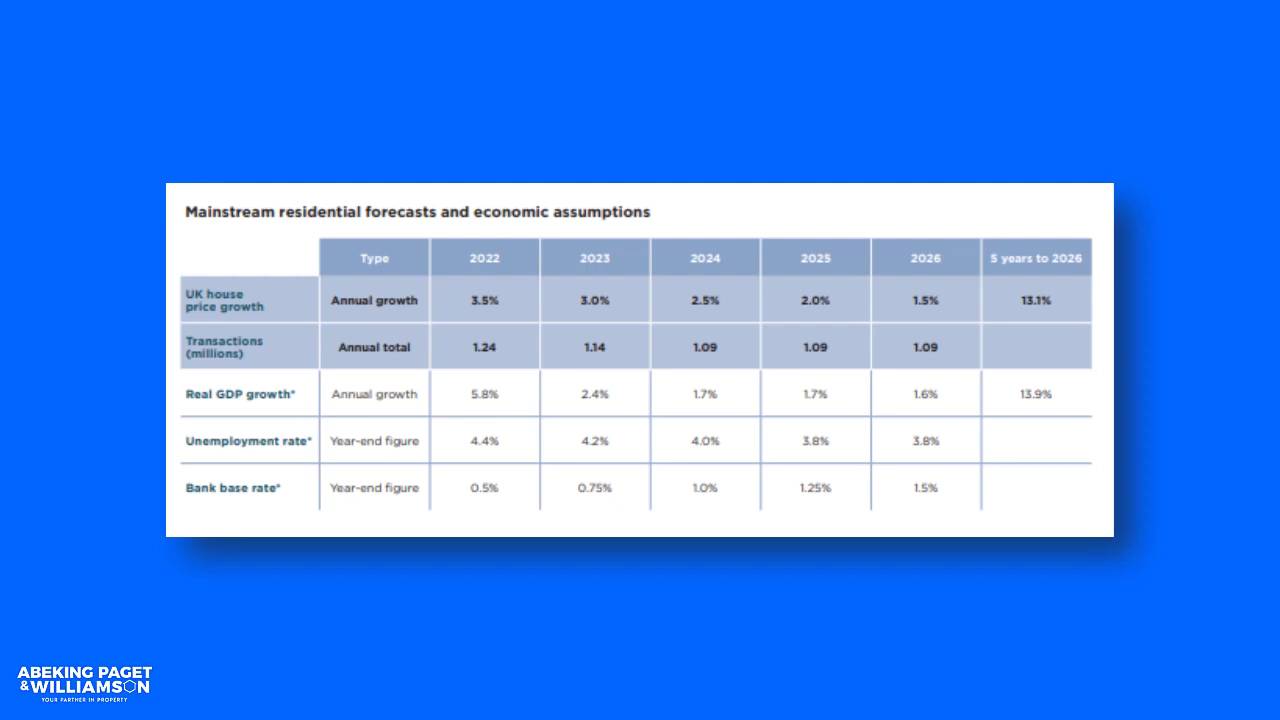 Mainstream residential forecasts and economic assumptions
Type 2022 2023 2024 2025 2026 5 years to 2026
UK house
price growth Annual growth 3.5% 3.0% 2.5% 2.0% 1.5% 13.1%
Transactions
(millions) Annual total 1.24 1.14 1.09 1.09 1.09
Real GDP growth* Annual growth 5.8% 2.4% 1.7% 1.7% 1.6% 13.9%
Unemployment rate* Year-end figure 4.4% 4.2% 4.0% 3.8% 3.8%
Bank base rate* Year-end figure 0.5% 0.75% 1.0% 1.25% 1.5%
ABEKING PAGET
&WILLIAMSON
YOUR PARTNER IN PROPERTY